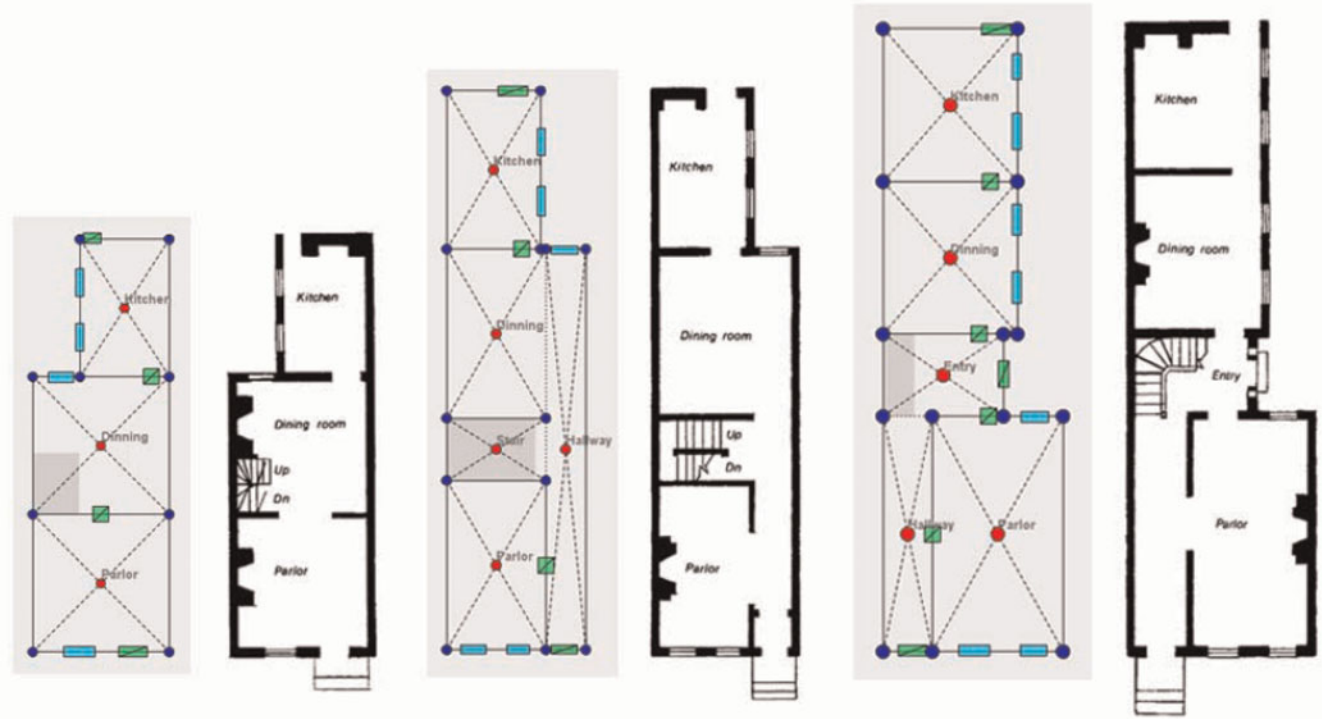 Kitcher
Dinning
Parlor
Kitchen
Dining room
Up
Dn
Parlor
Kitchen
Dinning
Stair
Hallway
Parlor
Kitchen
Dining room
Up
Dn
Parlor
Kitchen
Dinning
Entry
Hallway
Parlor
Kitchen
Dining room
Entry
Parlor